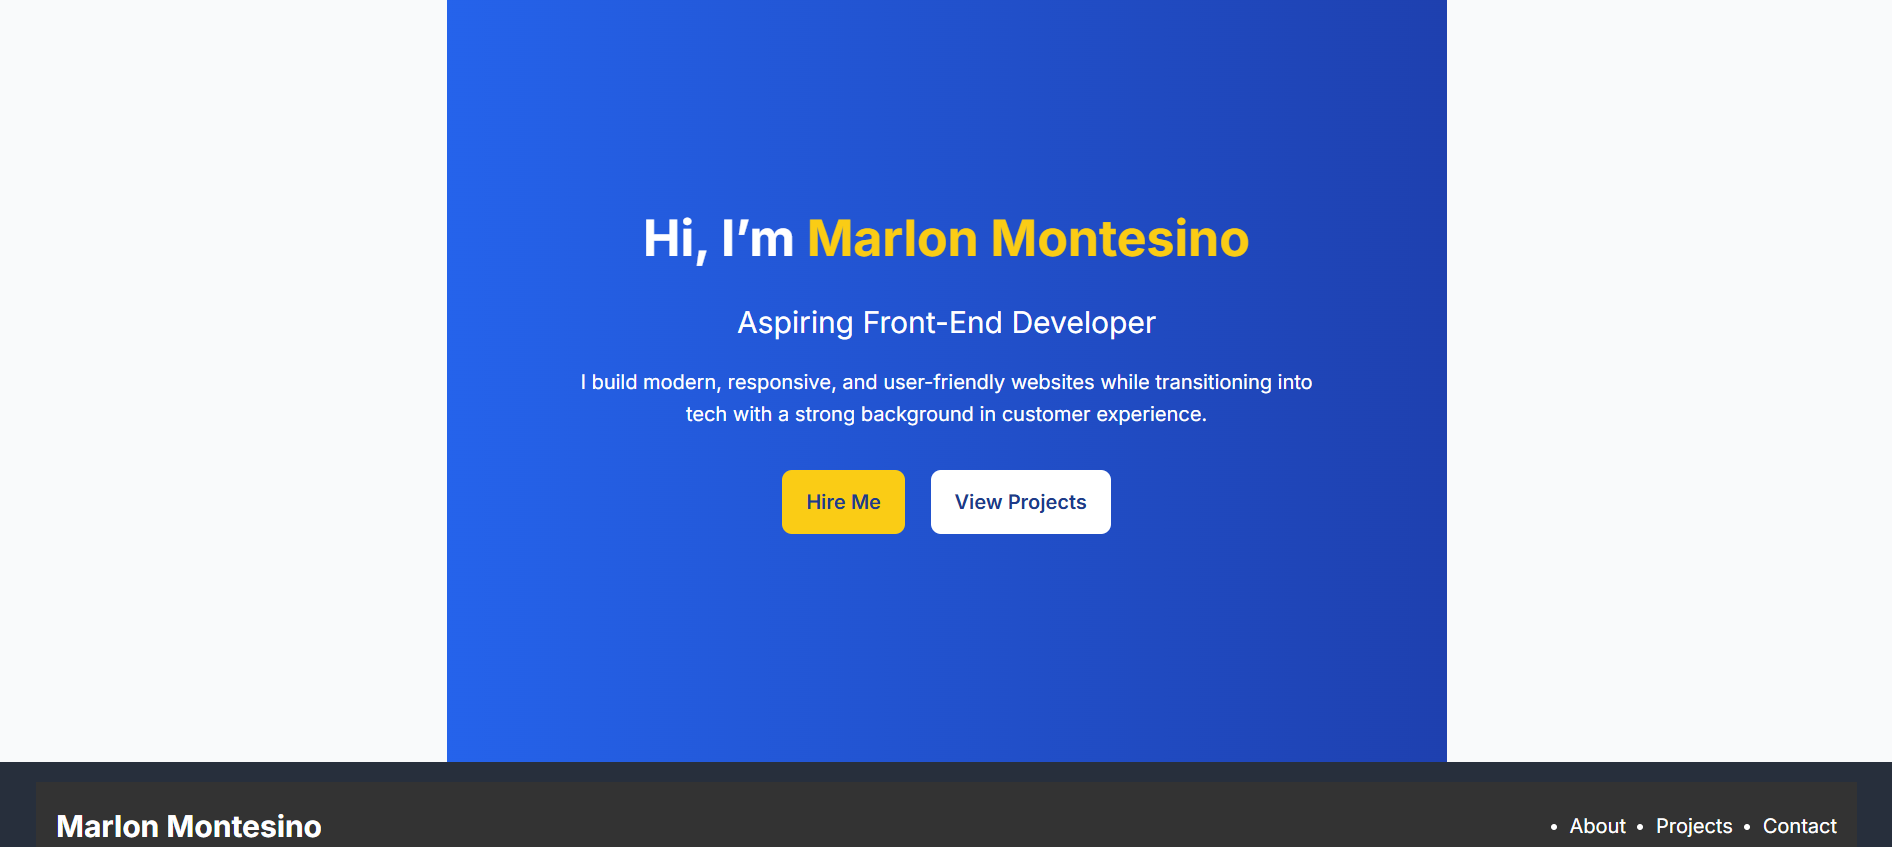 Hi, I’m Marlon Montesino
Aspiring Front-End Developer
I build modern, responsive, and user-friendly websites while transitioning into
tech with a strong background in customer experience.
Hire Me
View Projects
Marlon Montesino
• About • Projects • Contact